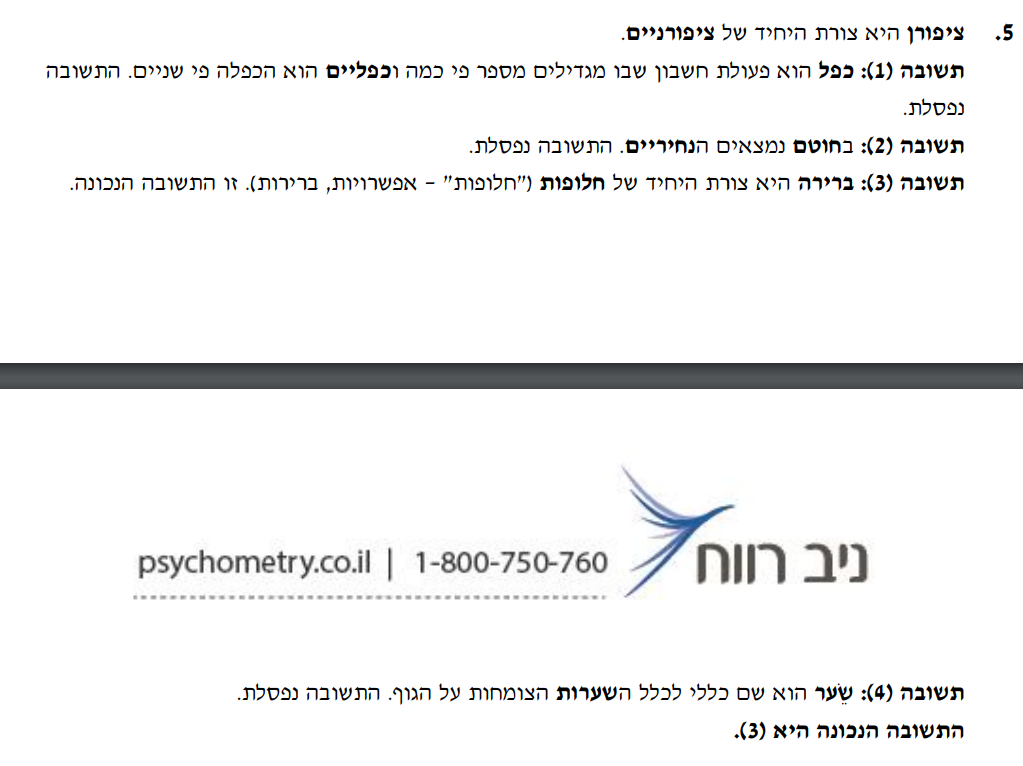 5. ציפורן היא צורת היחיד של ציפורניים.
תשובה (1): כפל הוא פעולת חשבון שבו מגדילים מספר פי כמה וכפליים הוא הכפלה פי שניים. התשובה
נפסלת.
תשובה (2): בחוטם נמצאים הנחיריים. התשובה נפסלת.
תשובה (3): ברירה היא צורת היחיד של חלופות ("חלופות" – אפשרויות, ברירות). זו התשובה הנכונה.
ניב רווח
psychometry.co.il | 1-800-750-760
תשובה (4): שֵׂער הוא שם כללי לכלל השערות הצומחות על הגוף. התשובה נפסלת.
התשובה הנכונה היא (3).